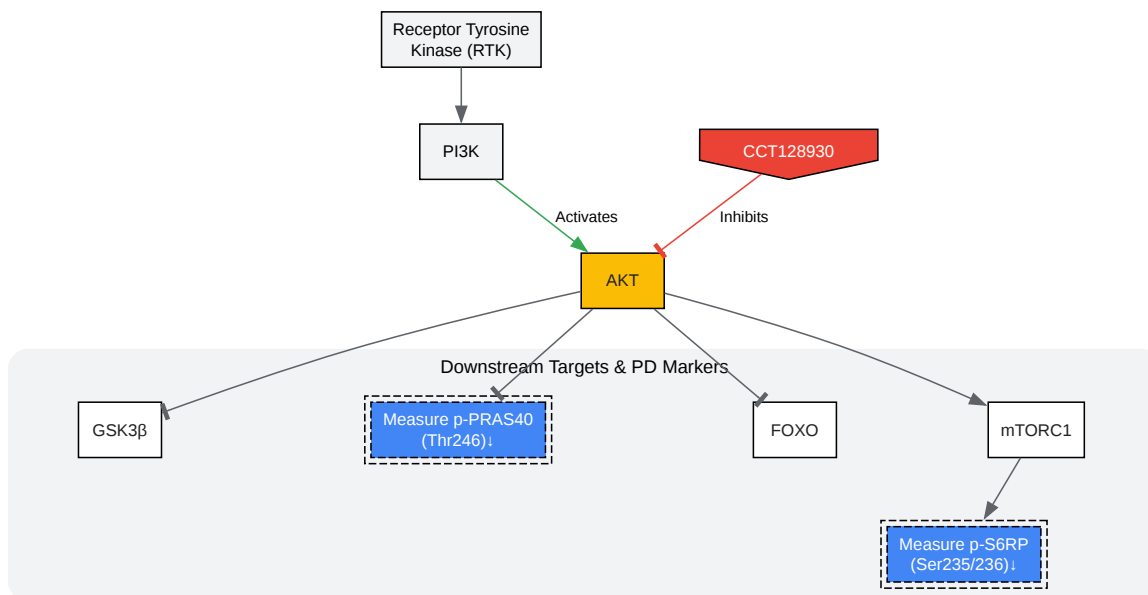 Receptor Tyrosine
Kinase (RTK)
PI3K
CCT128930
Activates
Inhibits
AKT
Downstream Targets & PD Markers
GSK3β
Measure p-PRAS40
(Thr246)↓
FOXO
mTORC1
Measure p-S6RP
(Ser235/236)↓